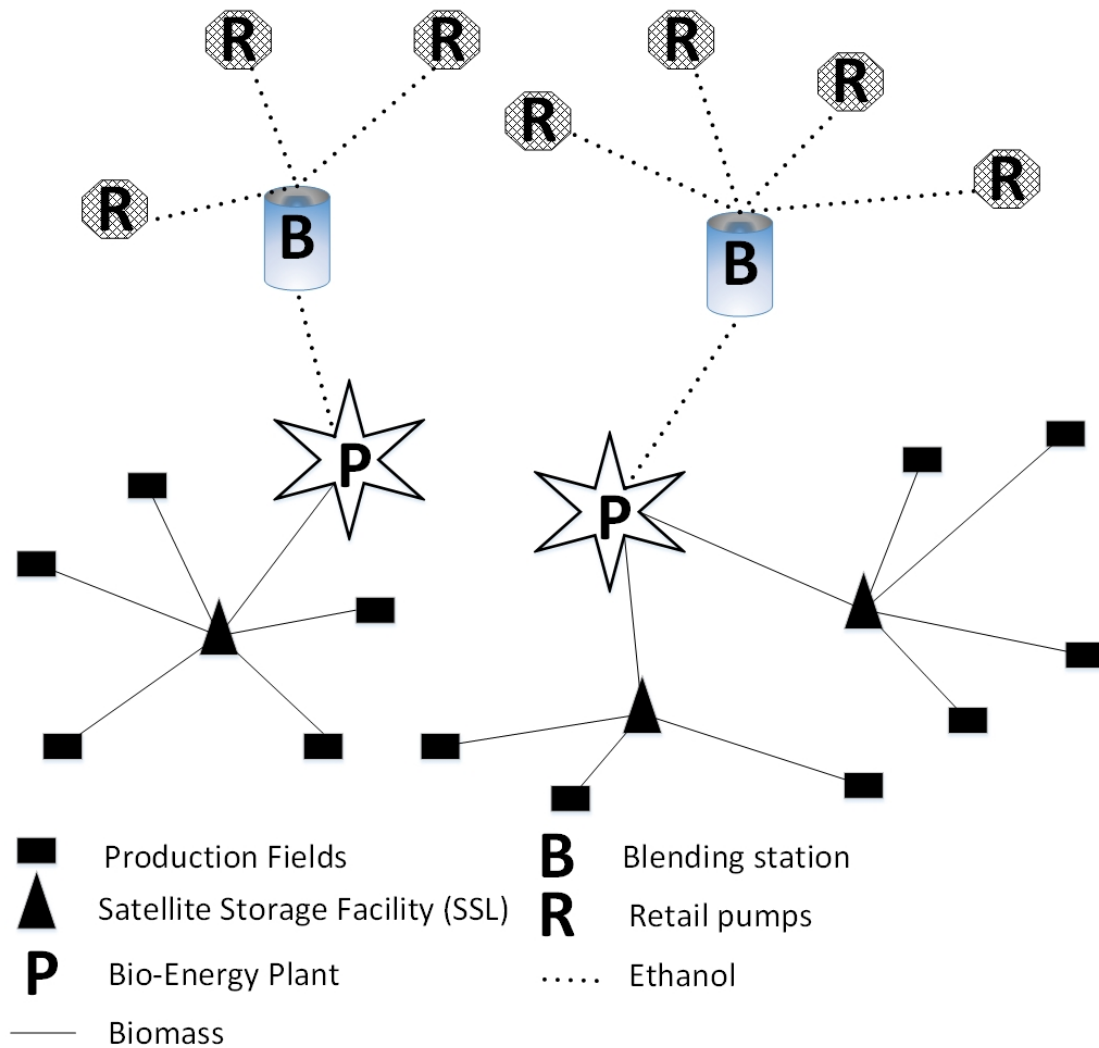 R
R
R
R
R
R
R
B
B
P
P
Production Fields
Satellite Storage Facility (SSL)
P Bio-Energy Plant
Biomass
B Blending station
R Retail pumps
Ethanol